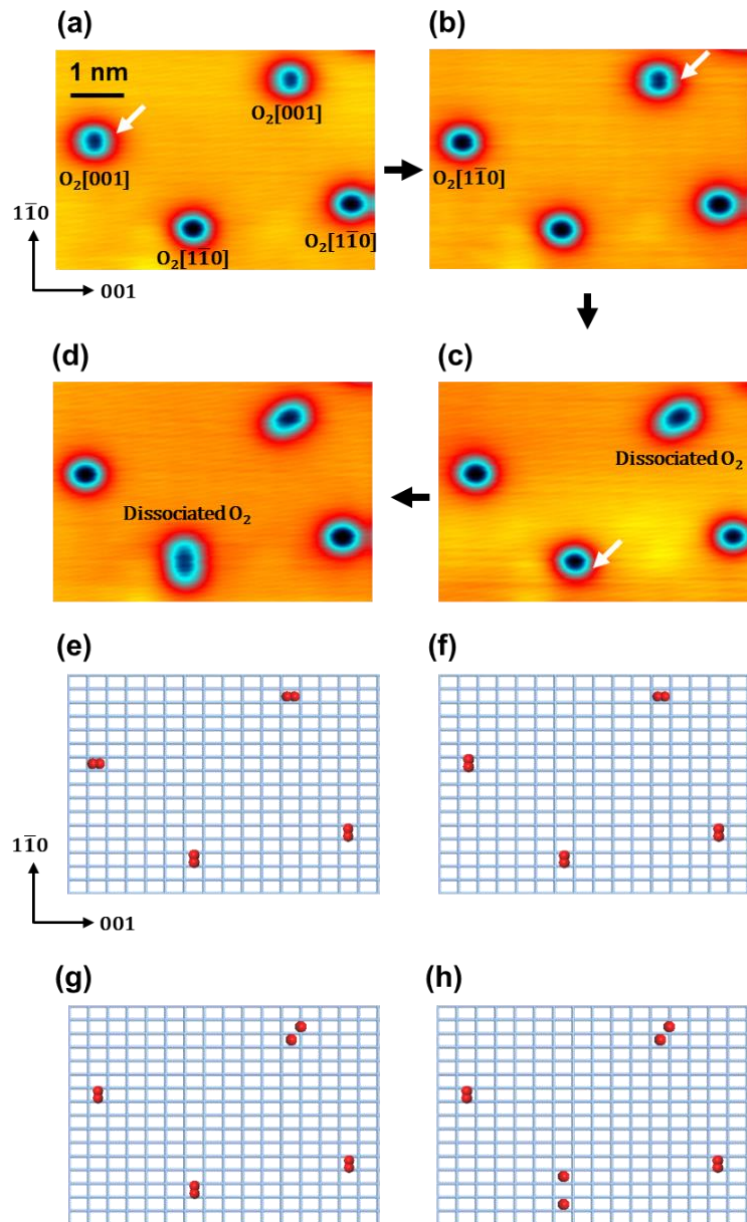 (a)
(b)
1 nm
O₂[001]
O₂[001]
O₂[11̄0]
O₂[11̄0]
O₂[11̄0]
11̄0
001
(d)
(c)
Dissociated O₂
Dissociated O₂
(e)
(f)
11̄0
001
(g)
(h)